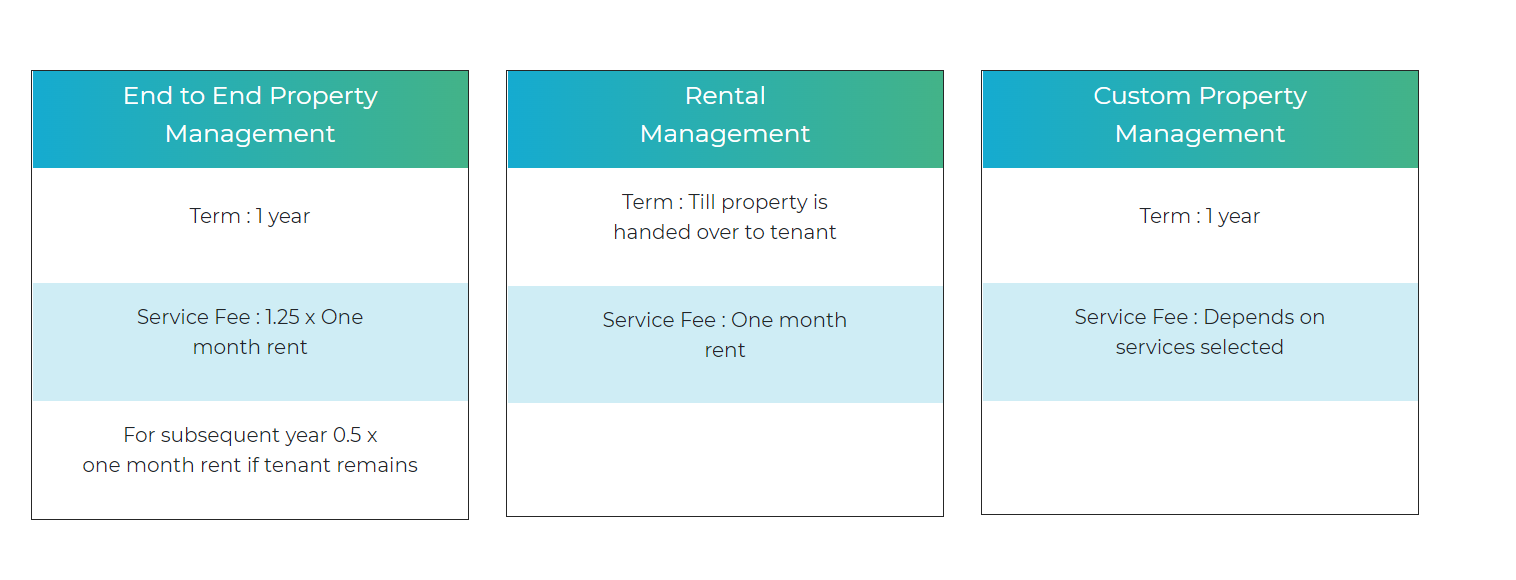 End to End Property
Management
Term : 1 year
Service Fee : 1.25 x One
month rent
For subsequent year 0.5 x
one month rent if tenant remains
Rental
Management
Term : Till property is
handed over to tenant
Service Fee : One month
rent
Custom Property
Management
Term : 1 year
Service Fee : Depends on
services selected